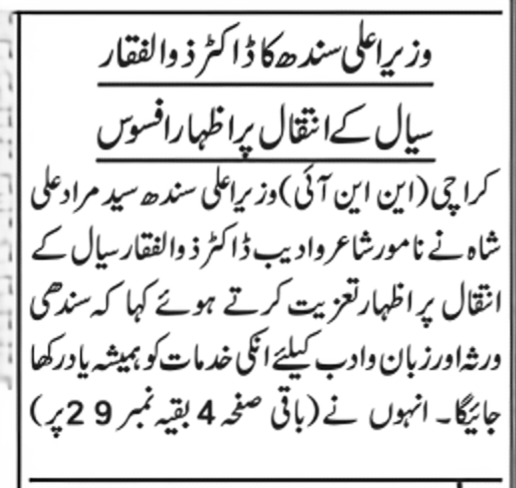 وزیراعلی سندھ کا ڈاکٹر ذوالفقار
سیال کے انتقال پر اظہار افسوس
کراچی (این این آئی) وزیراعلی سندھ سید مراد علی
شاہ نے نامور شاعر و ادیب ڈاکٹر ذوالفقار سیال کے
انتقال پر اظہار تعزیت کرتے ہوئے کہا کہ سندھی
ورثہ اور زبان و ادب کیلئے انکی خدمات کو ہمیشہ یاد رکھا
جائیگا۔ انہوں نے (باقی صفحہ 4 بقیہ نمبر 29 پر)